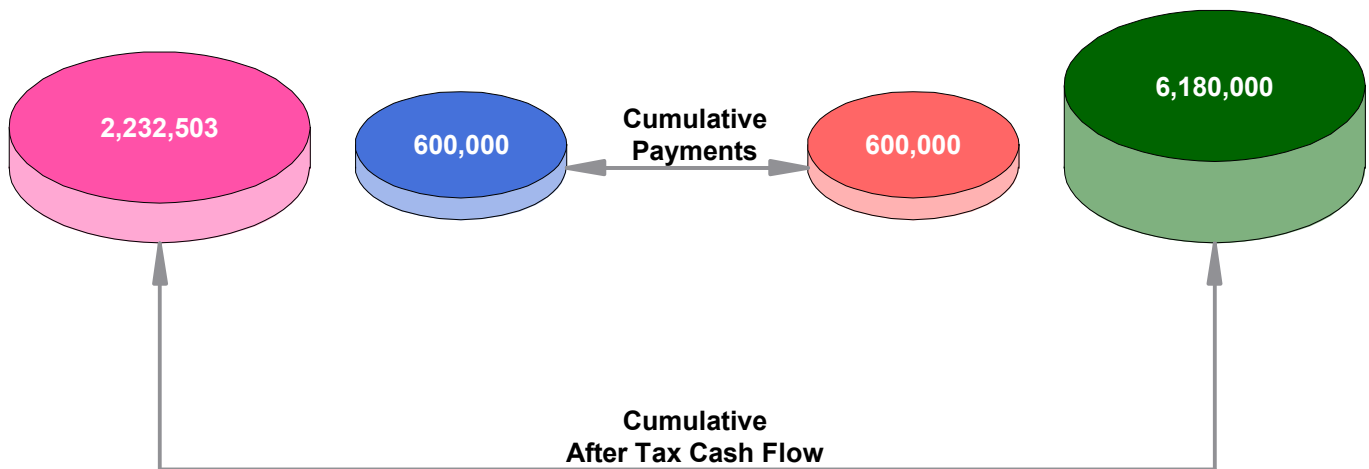 2,232,503
600,000
Cumulative
Payments
600,000
6,180,000
Cumulative
After Tax Cash Flow